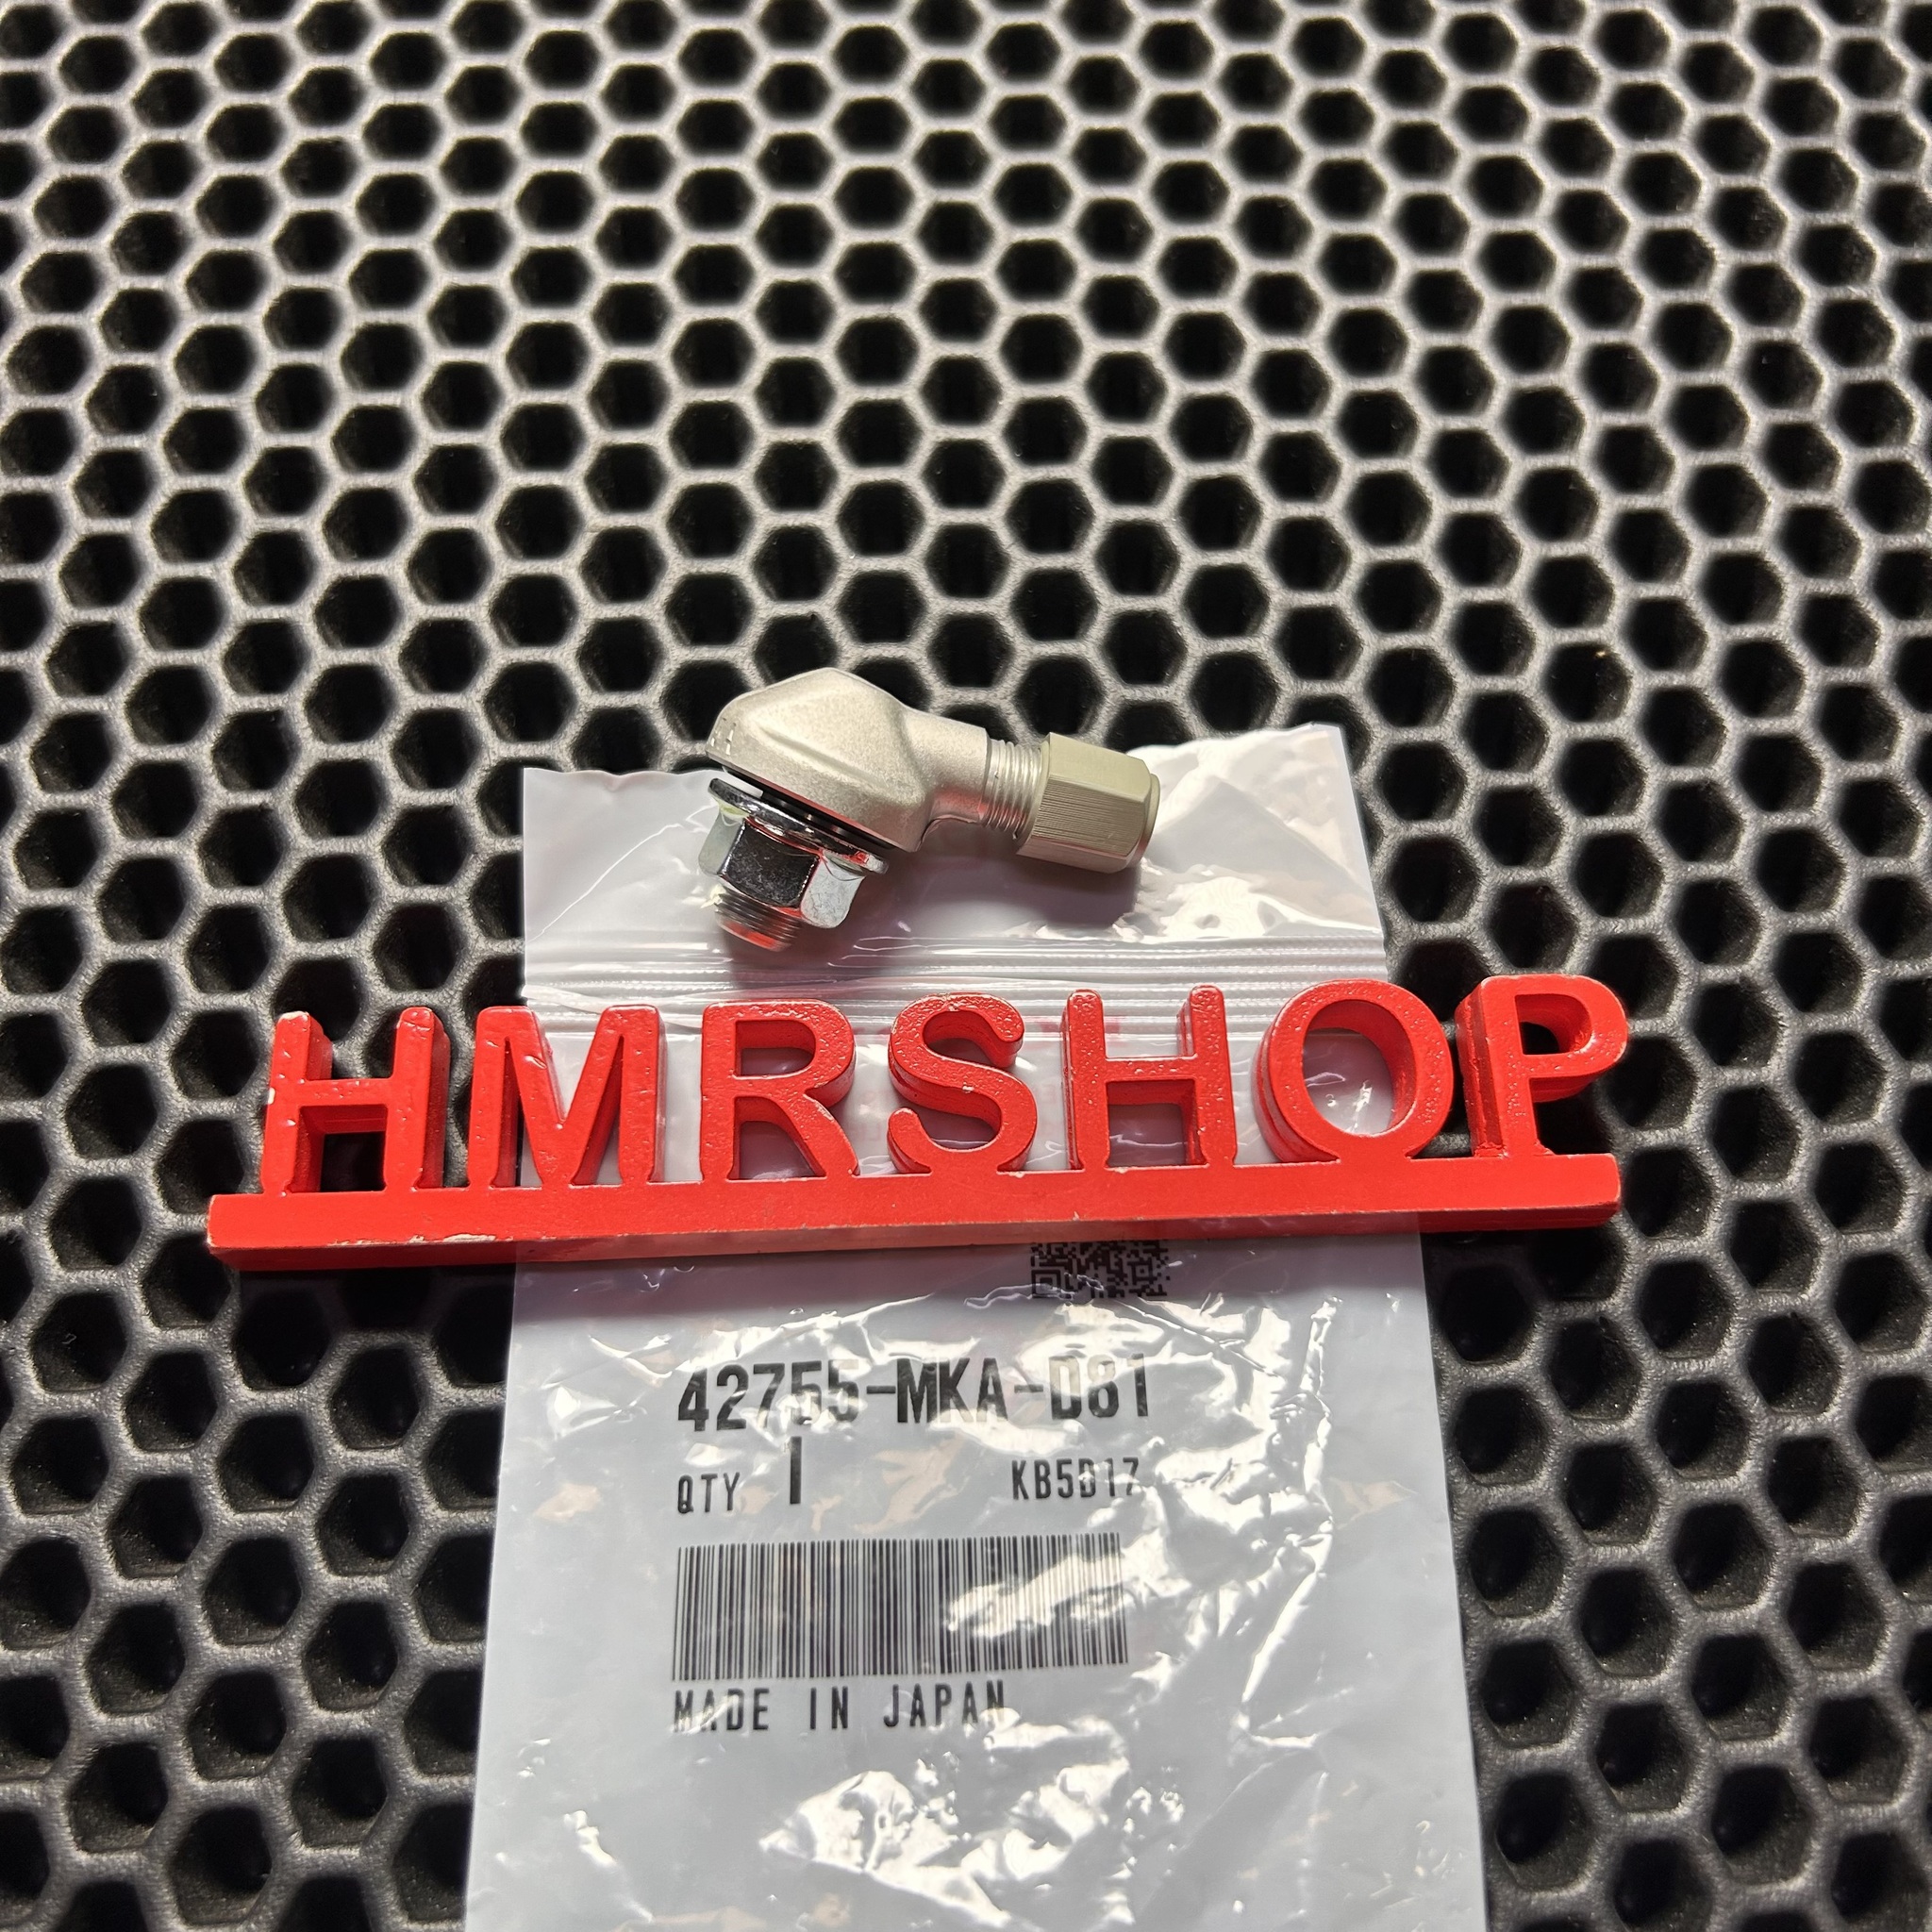 HMRSHOP
42755-MKA-D81
QTY 1 KB5D17
MADE IN JAPAN